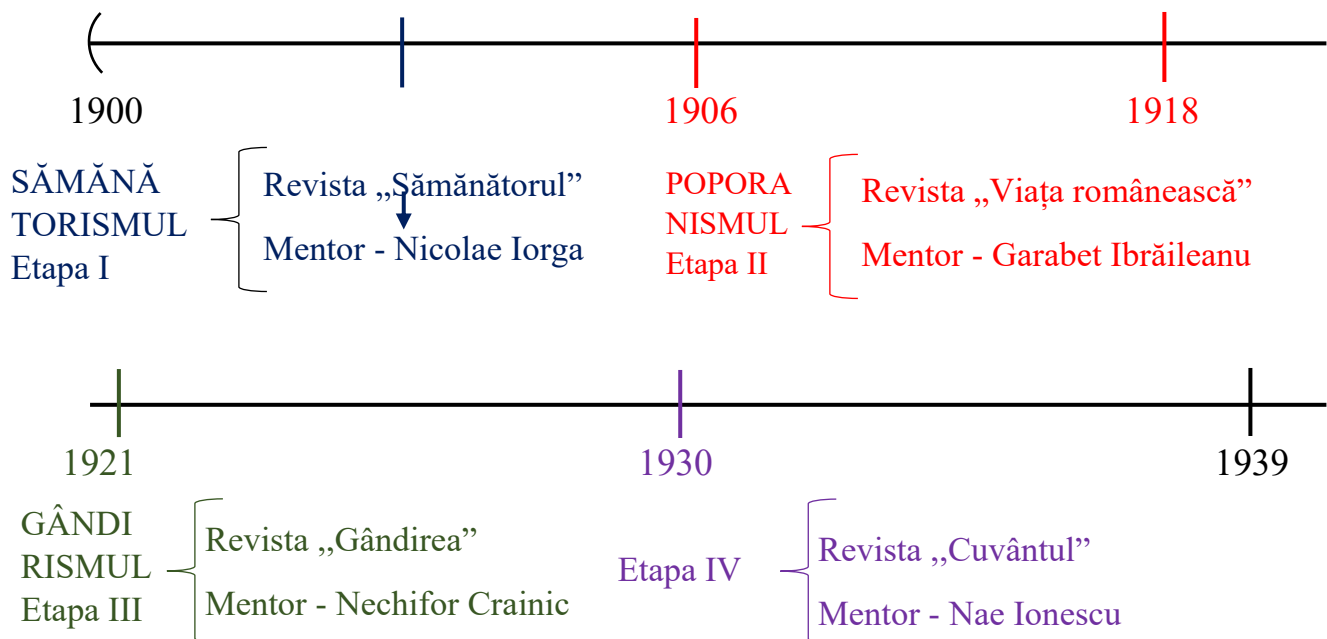 1900
1906
1918
SĂMĂNĂ
TORISMUL
Etapa I
Revista „Sămănătorul”
Mentor - Nicolae Iorga
POPORA
NISMUL
Etapa II
Revista „Viața românească”
Mentor - Garabet Ibrăileanu
1921
1930
1939
GÂNDI
RISMUL
Etapa III
Revista „Gândirea”
Mentor - Nechifor Crainic
Etapa IV
Revista „Cuvântul”
Mentor - Nae Ionescu